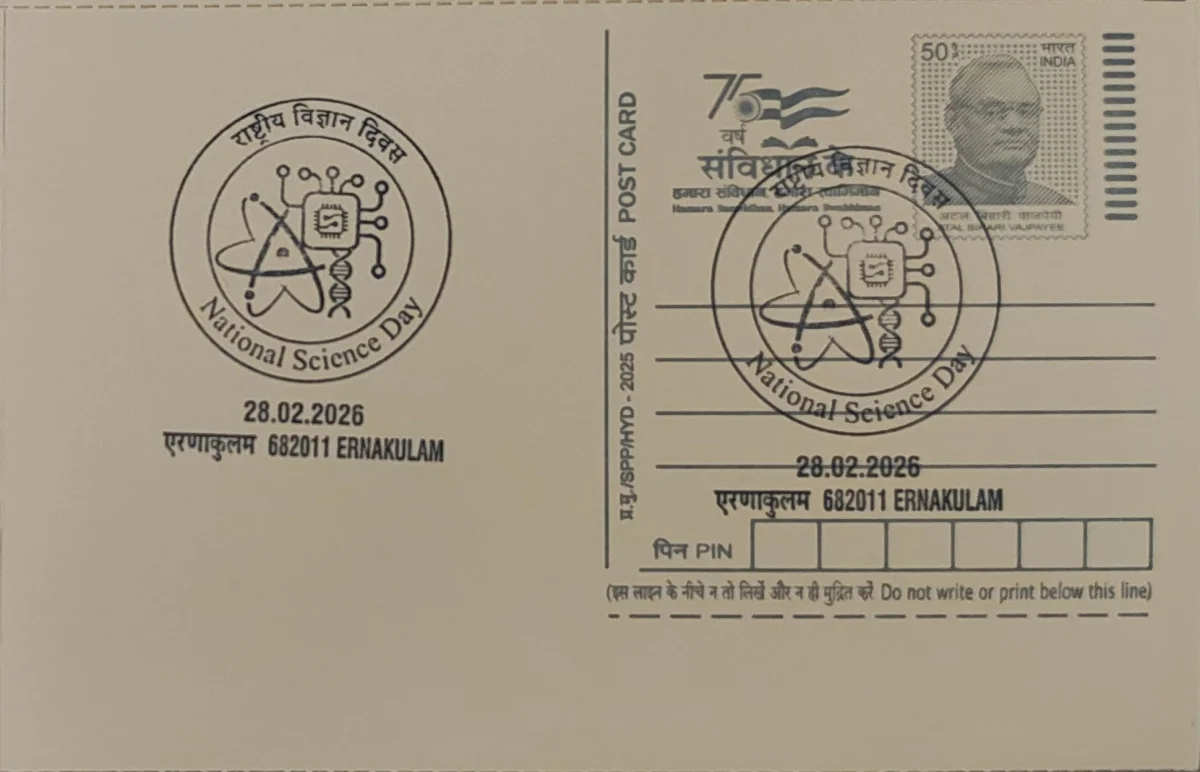 राष्ट्रीय विज्ञान दिवस
National Science Day
28.02.2026
एरणाकुलम 682011 ERNAKULAM
प्र.मु./SPP/HYD - 2025 पोस्ट कार्ड POST CARD
75
वर्ष
हमारा संविधान, हमारा स्वाभिमान
Hamara Samvidhan, Hamara Swabhiman
50
भारत
INDIA
अटल बिहारी वाजपेयी
ATAL BIHARI VAJPAYEE
राष्ट्रीय विज्ञान दिवस
National Science Day
28.02.2026
एरणाकुलम 682011 ERNAKULAM
पिन PIN
(इस लाइन के नीचे न तो लिखें और न ही मुद्रित करें Do not write or print below this line)